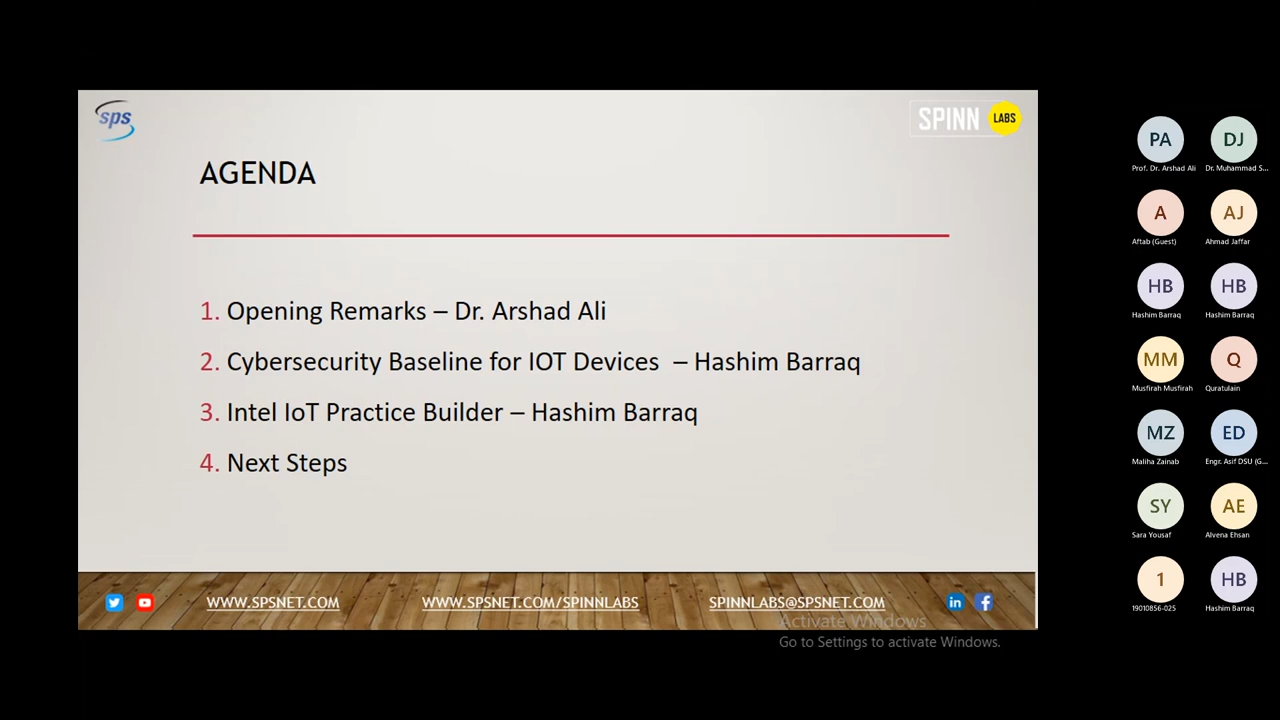 sps
SPINN LABS
AGENDA
1. Opening Remarks – Dr. Arshad Ali
2. Cybersecurity Baseline for IOT Devices – Hashim Barraq
3. Intel IoT Practice Builder – Hashim Barraq
4. Next Steps
WWW.SPSNET.COM WWW.SPSNET.COM/SPINNLABS SPINNLABS@SPSNET.COM
in f
Activate Windows
Go to Settings to activate Windows.
PA DJ
Prof. Dr. Arshad Ali Dr. Muhammad S...
A AJ
Aftab (Guest) Ahmad Jaffar
HB HB
Hashim Barraq Hashim Barraq
MM Q
Musfirah Musfirah Quratulain
MZ ED
Maliha Zainab Engr. Asif DSU (G...
SY AE
Sara Yousaf Alvena Ehsan
1 HB
19010856-025 Hashim Barraq